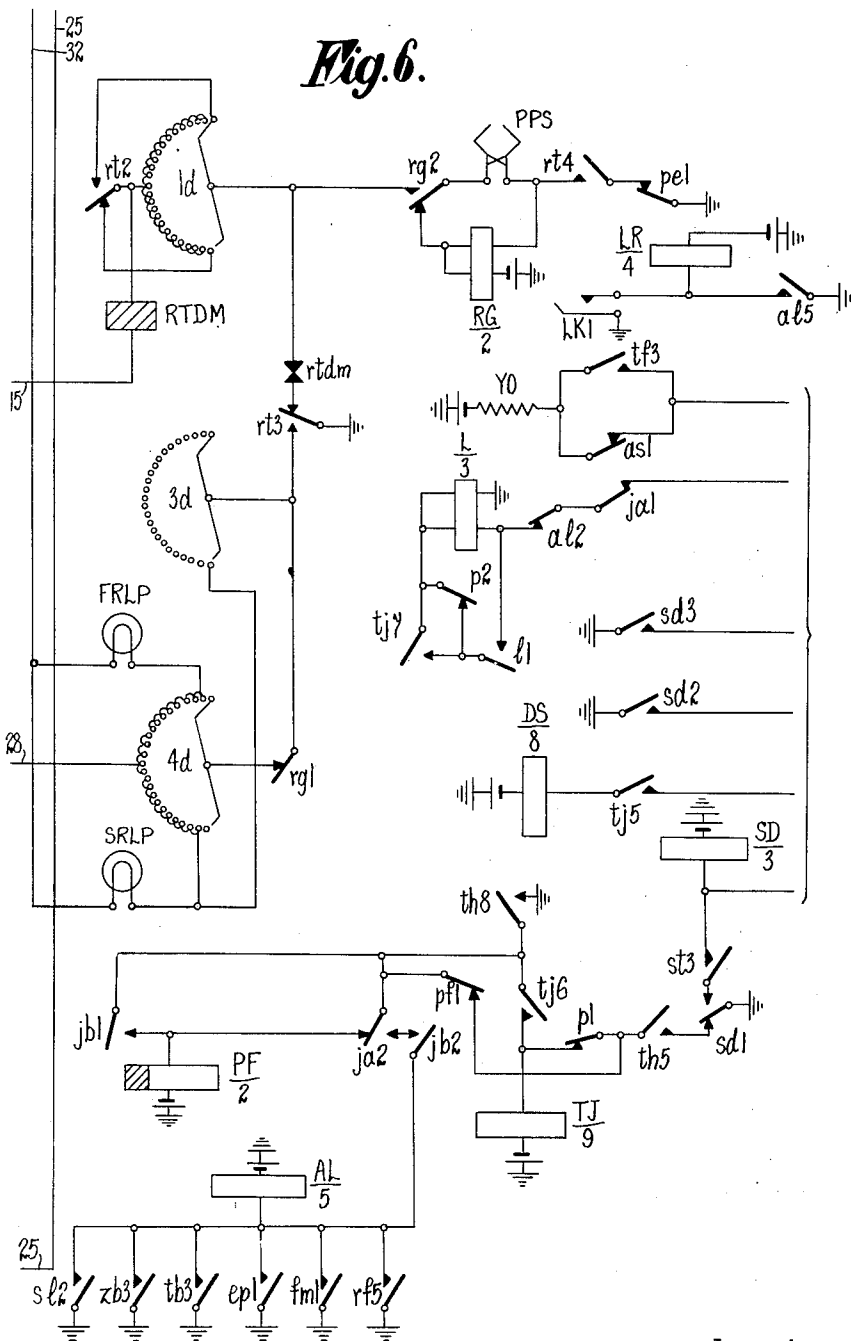 25
32
Fig. 6.
PPS
rt2
1d
rg2
rt4
pe1
LR
4
RTDM
RG
2
LK1
al5
15
rtdm
tf3
Y0
rt3
as1
L
3
3d
ja1
al2
p2
FRLP
tj7
l1
sd3
sd2
28
DS
8
4d
rg1
tj5
SD
3
SRLP
th8
st3
pf1
tj6
jb1
p1
ja2
jb2
th5
sd1
PF
2
TJ
9
AL
5
25
sl2 zb3 tb3 ep1 fm1 rf5